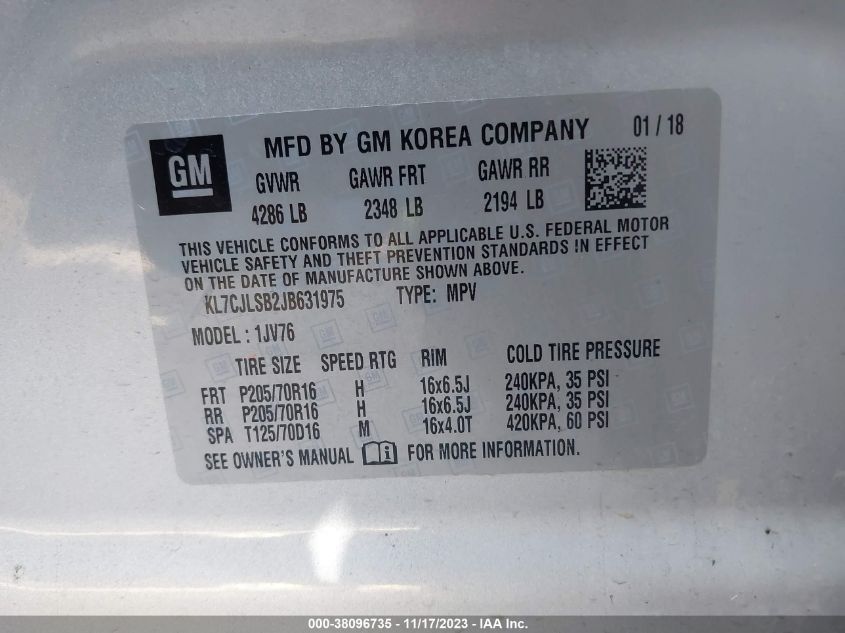 GM
MFD BY GM KOREA COMPANY 01 / 18
GVWR GAWR FRT GAWR RR
4286 LB 2348 LB 2194 LB
THIS VEHICLE CONFORMS TO ALL APPLICABLE U.S. FEDERAL MOTOR
VEHICLE SAFETY AND THEFT PREVENTION STANDARDS IN EFFECT
ON THE DATE OF MANUFACTURE SHOWN ABOVE.
KL7CJLSB2JB631975 TYPE: MPV
MODEL : 1JV76
TIRE SIZE SPEED RTG RIM COLD TIRE PRESSURE
FRT P205/70R16 H 16x6.5J 240KPA, 35 PSI
RR P205/70R16 H 16x6.5J 240KPA, 35 PSI
SPA T125/70D16 M 16x4.0T 420KPA, 60 PSI
SEE OWNER'S MANUAL FOR MORE INFORMATION.
000-38096735 - 11/17/2023 - IAA Inc.